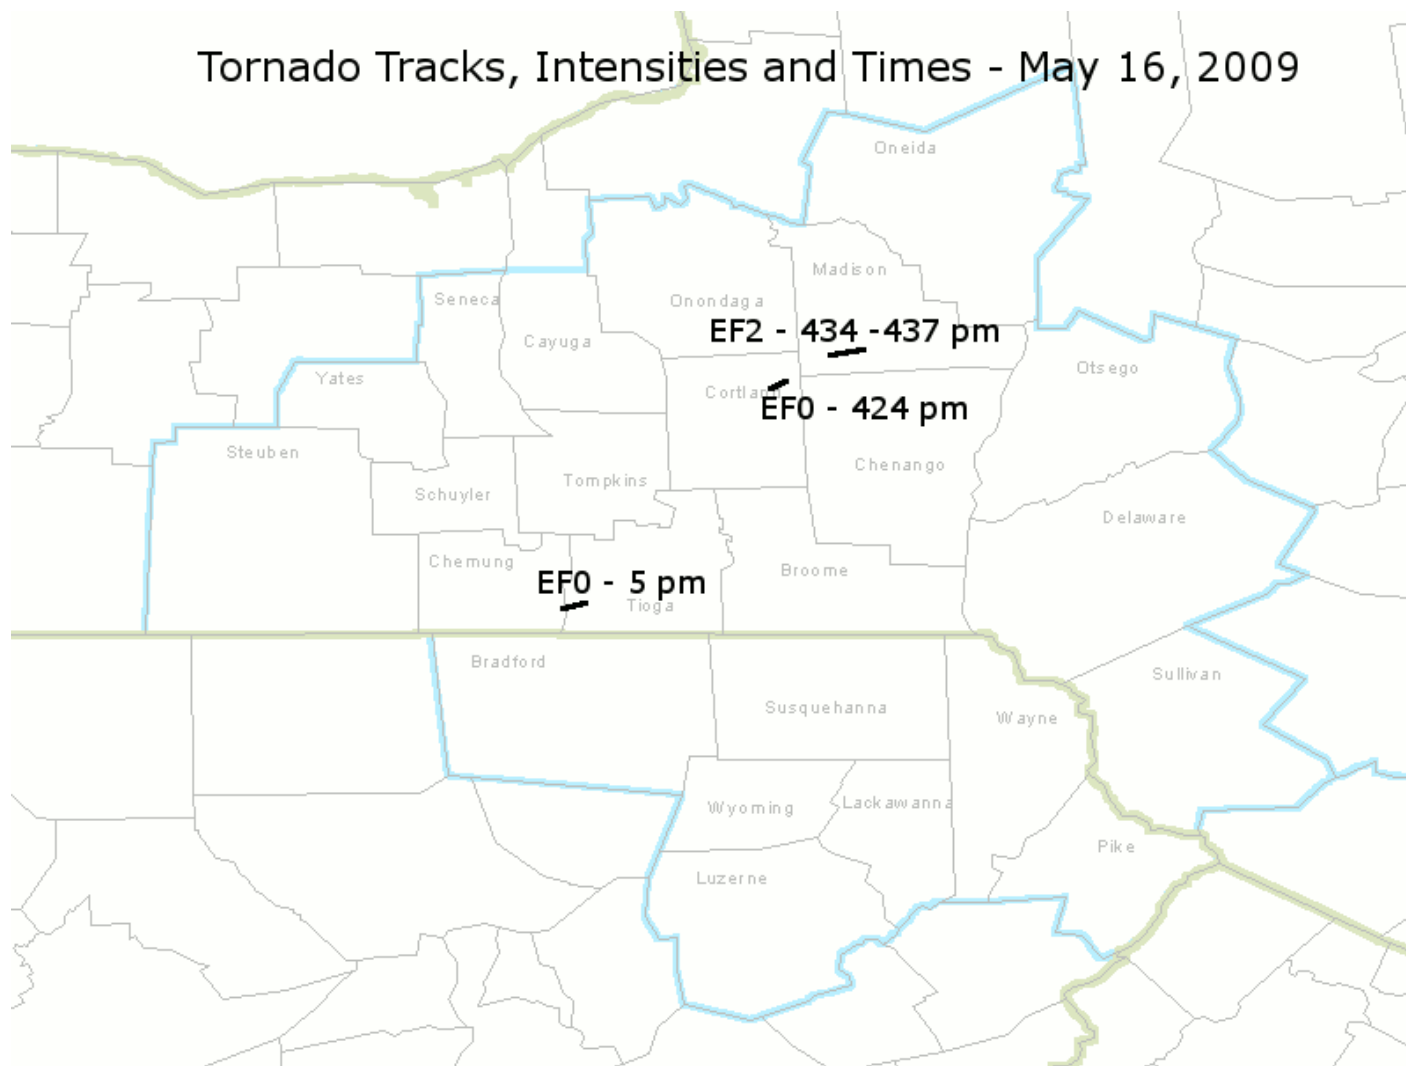 Tornado Tracks, Intensities and Times - May 16, 2009
Oneida
Madison
Seneca
Onondaga
EF2 - 434 -437 pm
Cayuga
Otsego
Yates
Cortland
EF0 - 424 pm
Steuben
Chenango
Tompkins
Schuyler
Delaware
Chemung
Broome
EF0 - 5 pm
Tioga
Bradford
Sullivan
Susquehanna
Wayne
Wyoming
Lackawanna
Pike
Luzerne